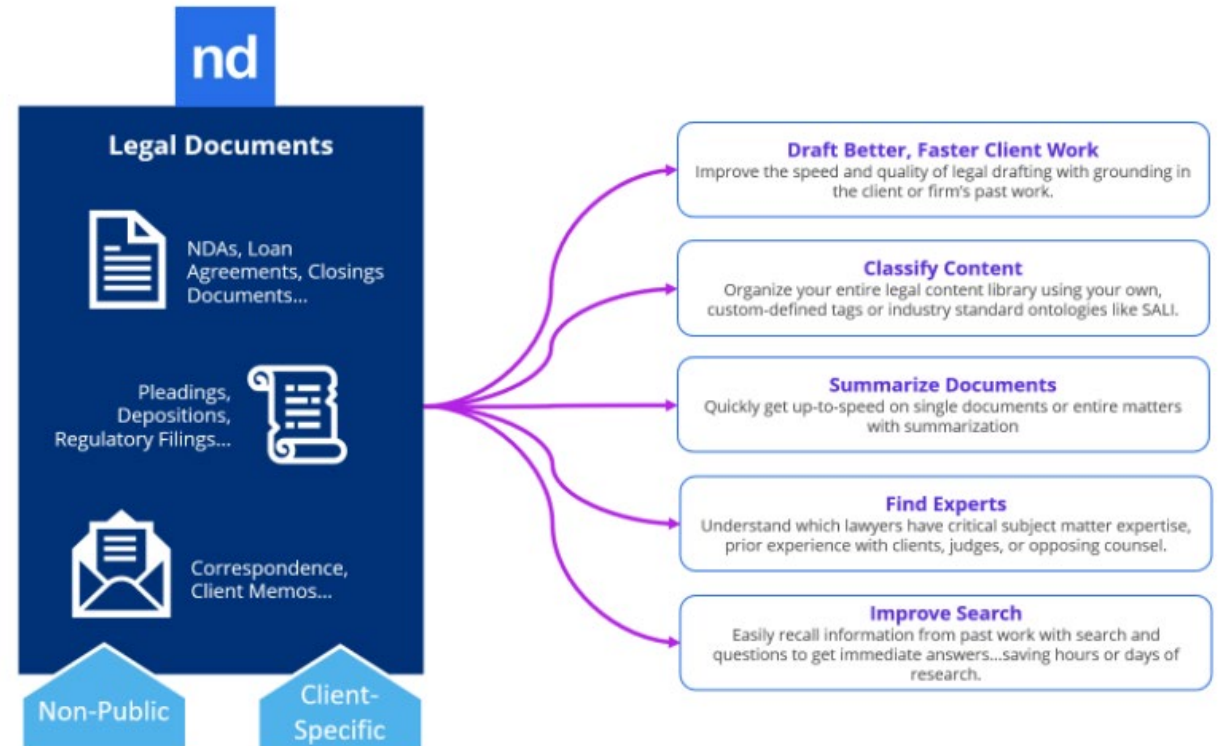 nd
Legal Documents
NDAs, Loan
Agreements, Closings
Documents...
Pleadings,
Depositions,
Regulatory Filings...
Correspondence,
Client Memos...
Non-Public
Client-
Specific
Draft Better, Faster Client Work
Improve the speed and quality of legal drafting with grounding in
the client or firm's past work.
Classify Content
Organize your entire legal content library using your own,
custom-defined tags or industry standard ontologies like SALI.
Summarize Documents
Quickly get up-to-speed on single documents or entire matters
with summarization
Find Experts
Understand which lawyers have critical subject matter expertise,
prior experience with clients, judges, or opposing counsel.
Improve Search
Easily recall information from past work with search and
questions to get immediate answers...saving hours or days of
research.